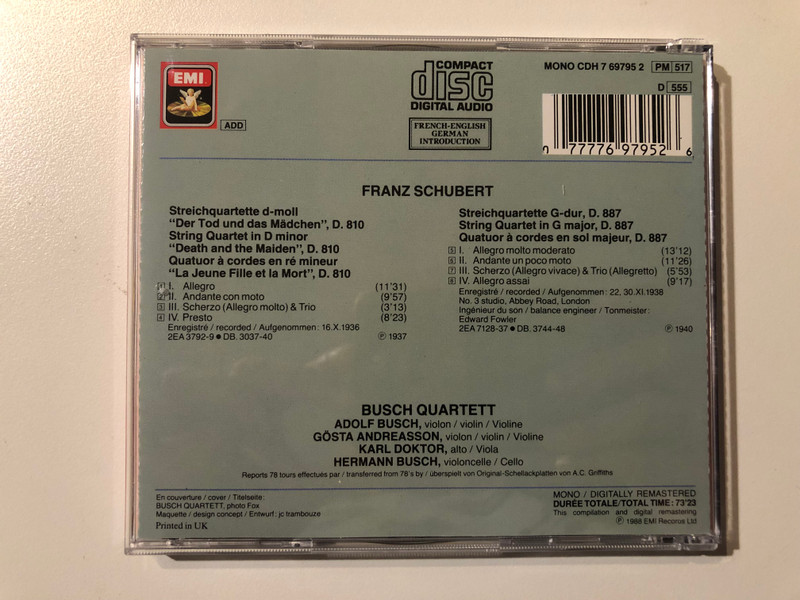 EMI
ADD
COMPACT
disc
DIGITAL AUDIO
FRENCH-ENGLISH
GERMAN
INTRODUCTION
MONO CDH 7 69795 2 PM 517
D 555
0 77776 97952 6
FRANZ SCHUBERT
Streichquartette d-moll
"Der Tod und das Mädchen", D. 810
String Quartet in D minor
"Death and the Maiden", D. 810
Quatuor à cordes en ré mineur
"La Jeune Fille et la Mort", D. 810
1 I. Allegro (11'31)
2 II. Andante con moto (9'57)
3 III. Scherzo (Allegro molto) & Trio (3'13)
4 IV. Presto (8'23)
Enregistré / recorded / Aufgenommen: 16.X.1936
2EA 3792-9 ● DB. 3037-40 ℗ 1937
Streichquartette G-dur, D. 887
String Quartet in G major, D. 887
Quatuor à cordes en sol majeur, D. 887
5 I. Allegro molto moderato (13'12)
6 II. Andante un poco moto (11'26)
7 III. Scherzo (Allegro vivace) & Trio (Allegretto) (5'53)
8 IV. Allegro assai (9'17)
Enregistré / recorded / Aufgenommen: 22, 30.XI.1938
No. 3 studio, Abbey Road, London
Ingénieur du son / balance engineer / Tonmeister:
Edward Fowler
2EA 7128-37 ● DB. 3744-48 ℗ 1940
BUSCH QUARTETT
ADOLF BUSCH, violon / violin / Violine
GÖSTA ANDREASSON, violon / violin / Violine
KARL DOKTOR, alto / Viola
HERMANN BUSCH, violoncelle / Cello
Reports 78 tours effectués par / transferred from 78's by / überspielt von Original-Schellackplatten von A.C. Griffiths
En couverture / cover / Titelseite:
BUSCH QUARTETT, photo Fox
Maquette / design concept / Entwurf: jc trambouze
Printed in UK
MONO / DIGITALLY REMASTERED
DURÉE TOTALE/TOTAL TIME: 73'23
This compilation and digital remastering
℗ 1988 EMI Records Ltd